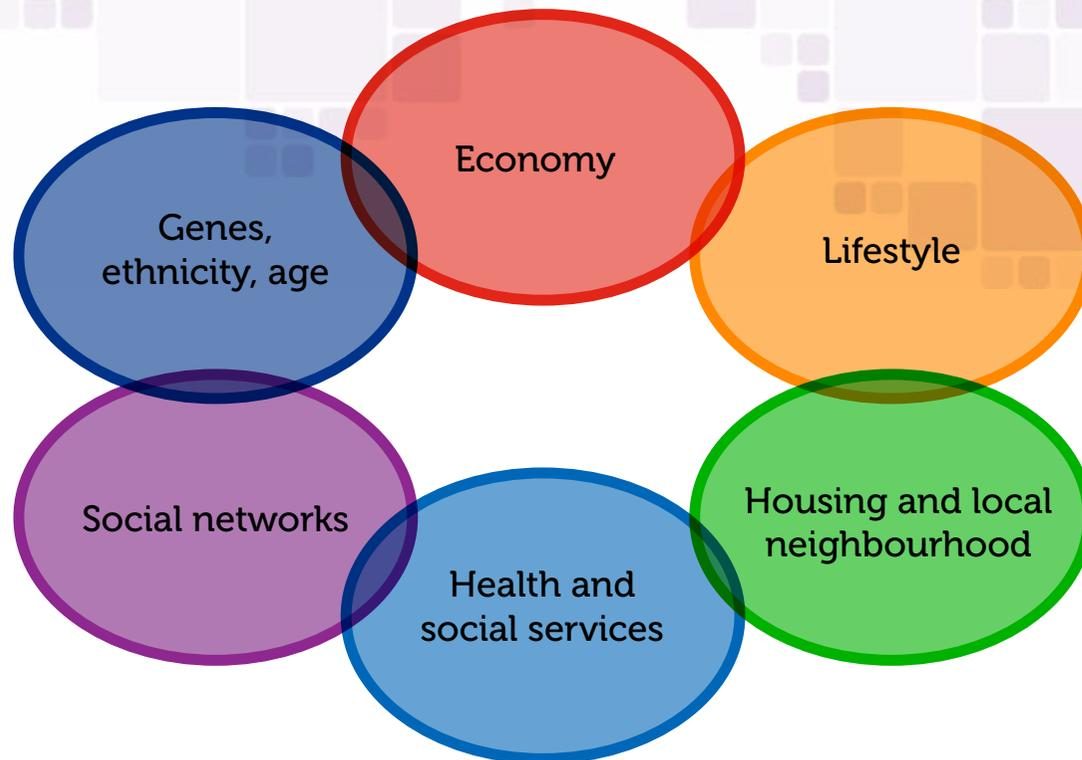 Economy
Genes,
ethnicity, age
Lifestyle
Social networks
Housing and local
neighbourhood
Health and
social services